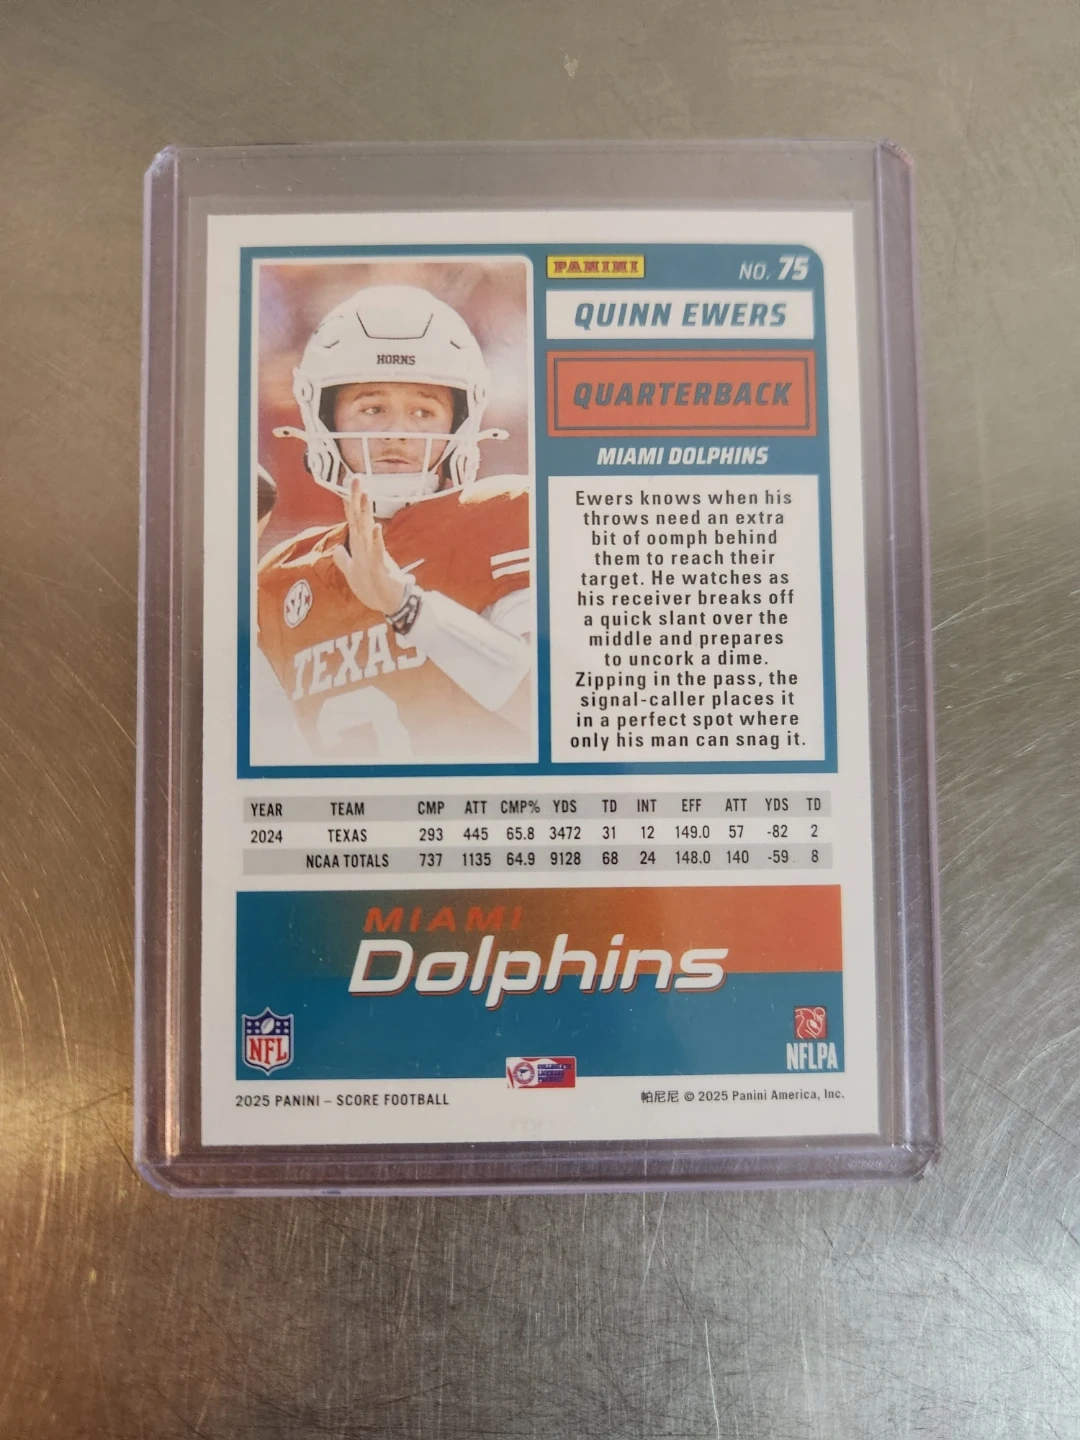 PANINI
NO. 75
QUINN EWERS
QUARTERBACK
MIAMI DOLPHINS
HORNS
SEC
TEXAS
Ewers knows when his
throws need an extra
bit of oomph behind
them to reach their
target. He watches as
his receiver breaks off
a quick slant over the
middle and prepares
to uncork a dime.
Zipping in the pass, the
signal-caller places it
in a perfect spot where
only his man can snag it.
YEAR TEAM CMP ATT CMP% YDS TD INT EFF ATT YDS TD
2024 TEXAS 293 445 65.8 3472 31 12 149.0 57 -82 2
NCAA TOTALS 737 1135 64.9 9128 68 24 148.0 140 -59 8
MIAMI
Dolphins
NFL
NFLPA
2025 PANINI – SCORE FOOTBALL
帕尼尼 © 2025 Panini America, Inc.